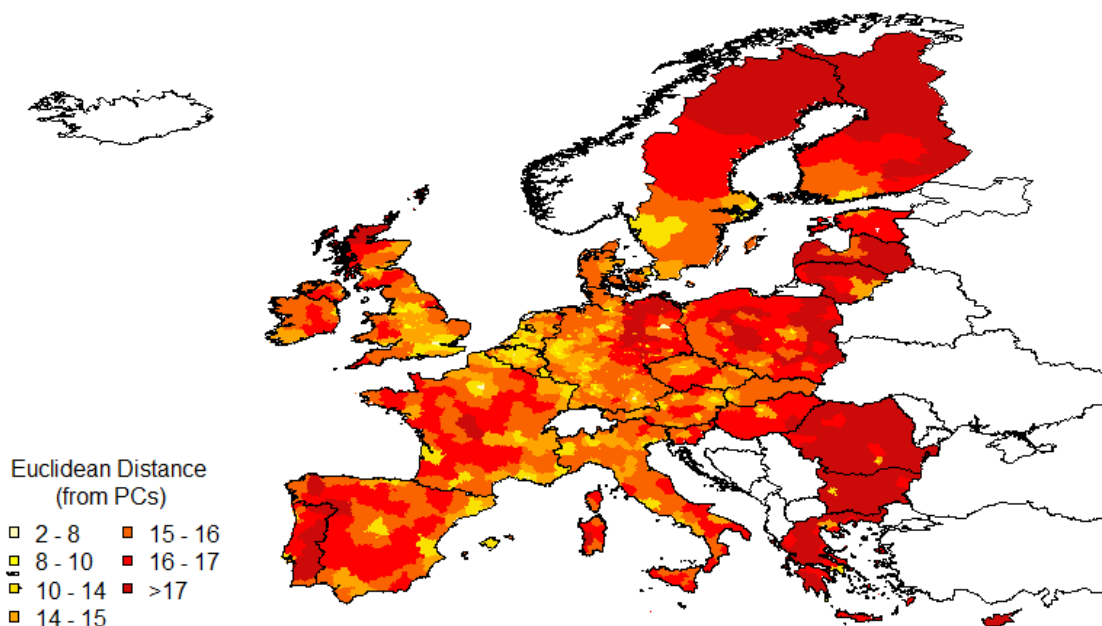 Euclidean Distance
(from PCs)
2 - 8
8 - 10
10 - 14
14 - 15
15 - 16
16 - 17
>17